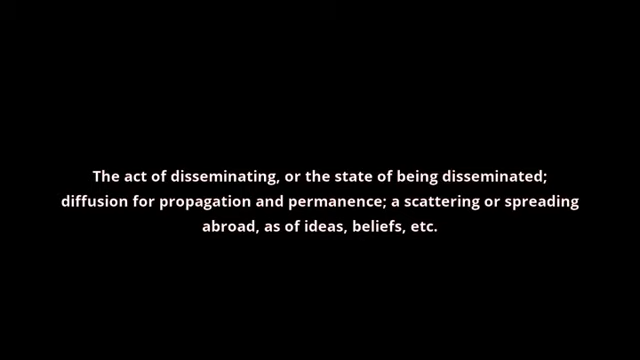 The act of disseminating, or the state of being disseminated;
diffusion for propagation and permanence; a scattering or spreading
abroad, as of ideas, beliefs, etc.